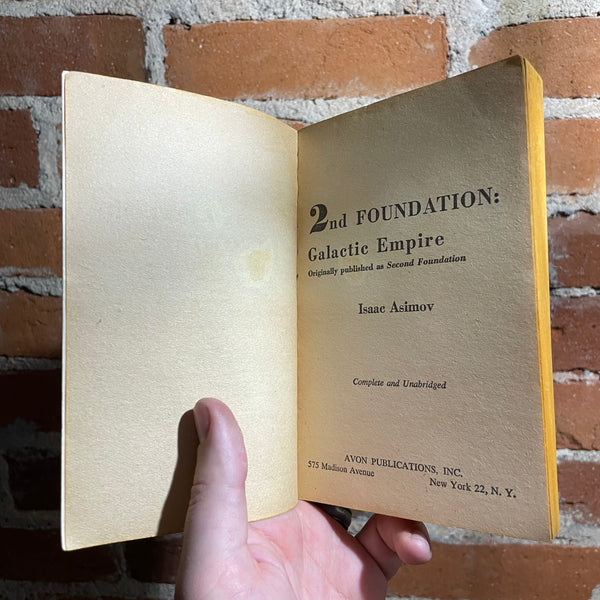 2nd FOUNDATION:
Galactic Empire
Originally published as Second Foundation
Isaac Asimov
Complete and Unabridged
AVON PUBLICATIONS, INC.
575 Madison Avenue
New York 22, N. Y.